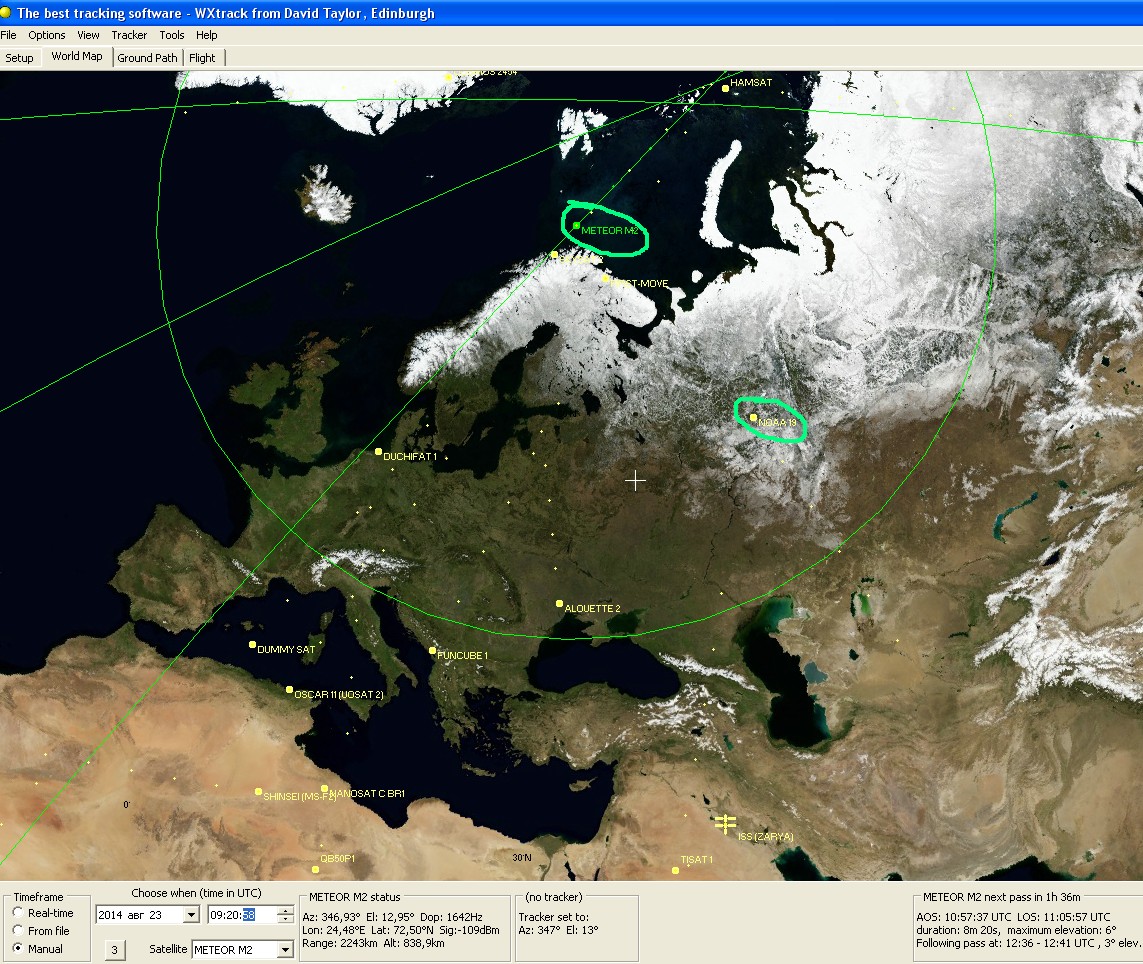 The best tracking software - WXtrack from David Taylor, Edinburgh
File Options View Tracker Tools Help
Setup World Map Ground Path Flight
HAMSAT
METEOR M2
FIRST-MOVE
NOAA 19
DUCHIFAT 1
ALOUETTE 2
DUMMY SAT
FUNCUBE 1
OSCAR 11 (UOSAT 2)
SHINSEI (MS-F2)
NANOSAT C BR1
0°
ISS (ZARYA)
QB50P1
30°N
TISAT 1
Timeframe
Real-time
From file
Manual
Choose when (time in UTC)
2014 авг 23 09:20:58
3 Satellite METEOR M2
METEOR M2 status
Az: 346,93° El: 12,95° Dop: 1642Hz
Lon: 24,48°E Lat: 72,50°N Sig:-109dBm
Range: 2243km Alt: 838,9km
(no tracker)
Tracker set to:
Az: 347° El: 13°
METEOR M2 next pass in 1h 36m
AOS: 10:57:37 UTC LOS: 11:05:57 UTC
duration: 8m 20s, maximum elevation: 6°
Following pass at: 12:36 - 12:41 UTC , 3° elev.